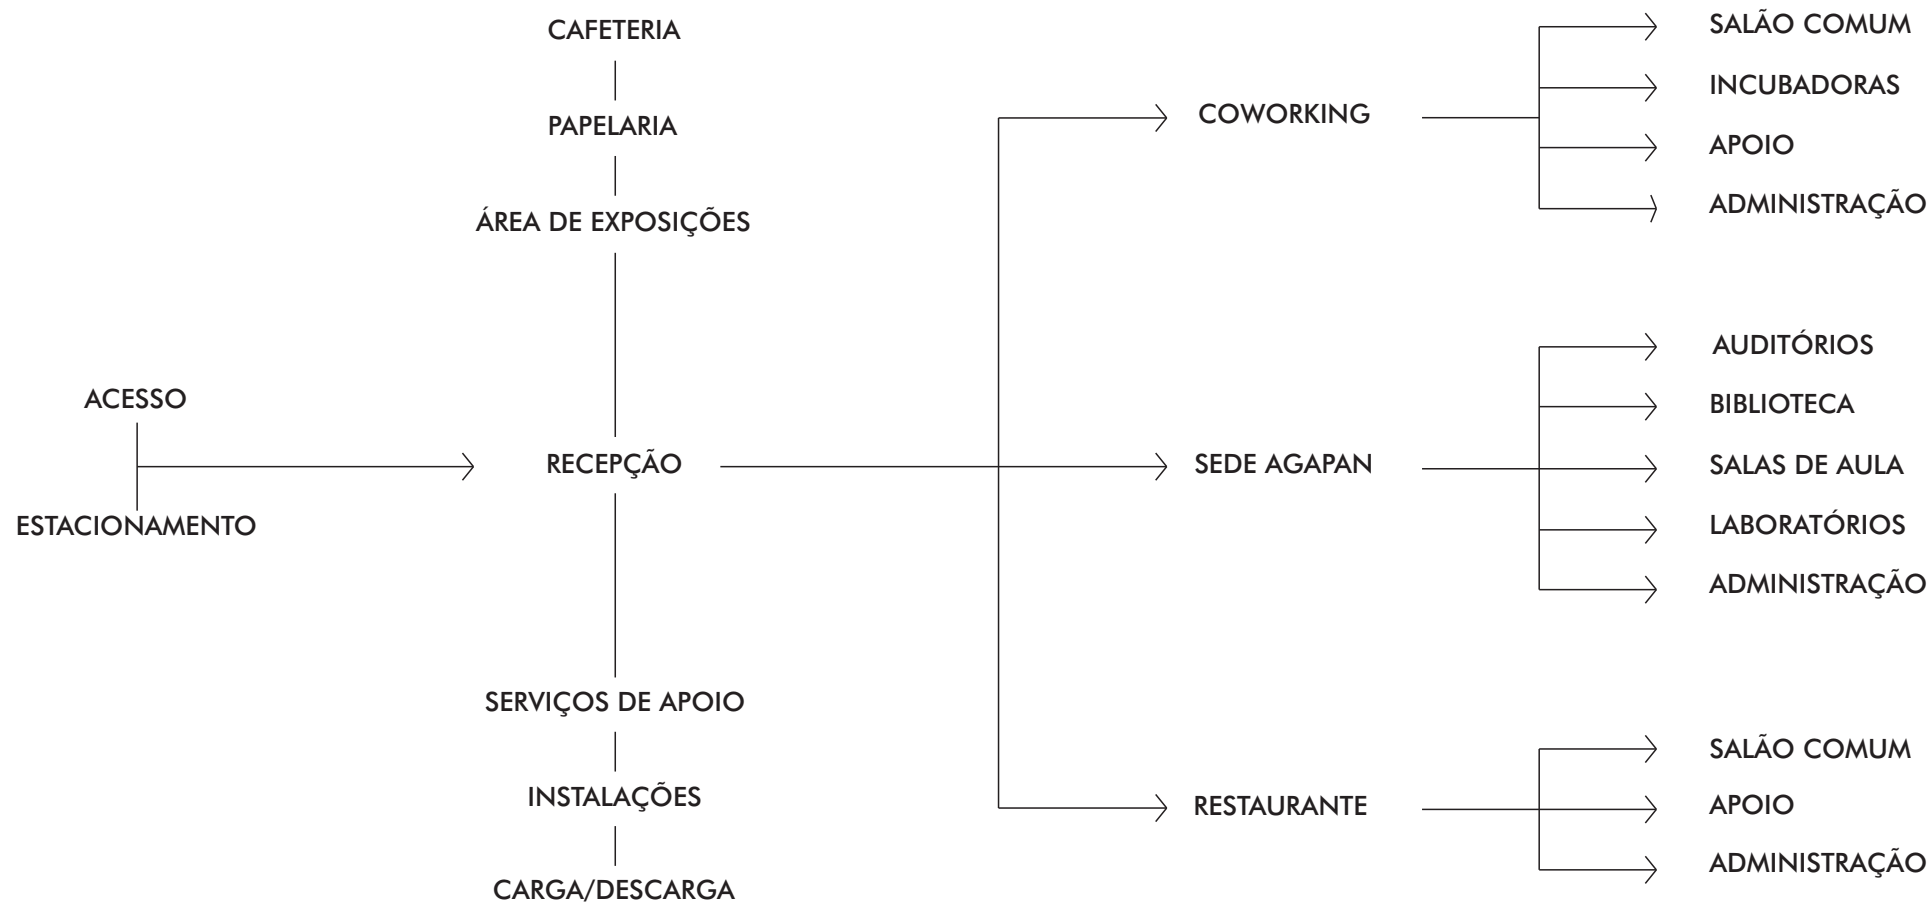 ACESSO
ESTACIONAMENTO
CAFETERIA
PAPELARIA
ÁREA DE EXPOSIÇÕES
RECEPÇÃO
SERVIÇOS DE APOIO
INSTALAÇÕES
CARGA/DESCARGA
COWORKING
SALÃO COMUM
INCUBADORAS
APOIO
ADMINISTRAÇÃO
SEDE AGAPAN
AUDITÓRIOS
BIBLIOTECA
SALAS DE AULA
LABORATÓRIOS
ADMINISTRAÇÃO
RESTAURANTE
SALÃO COMUM
APOIO
ADMINISTRAÇÃO